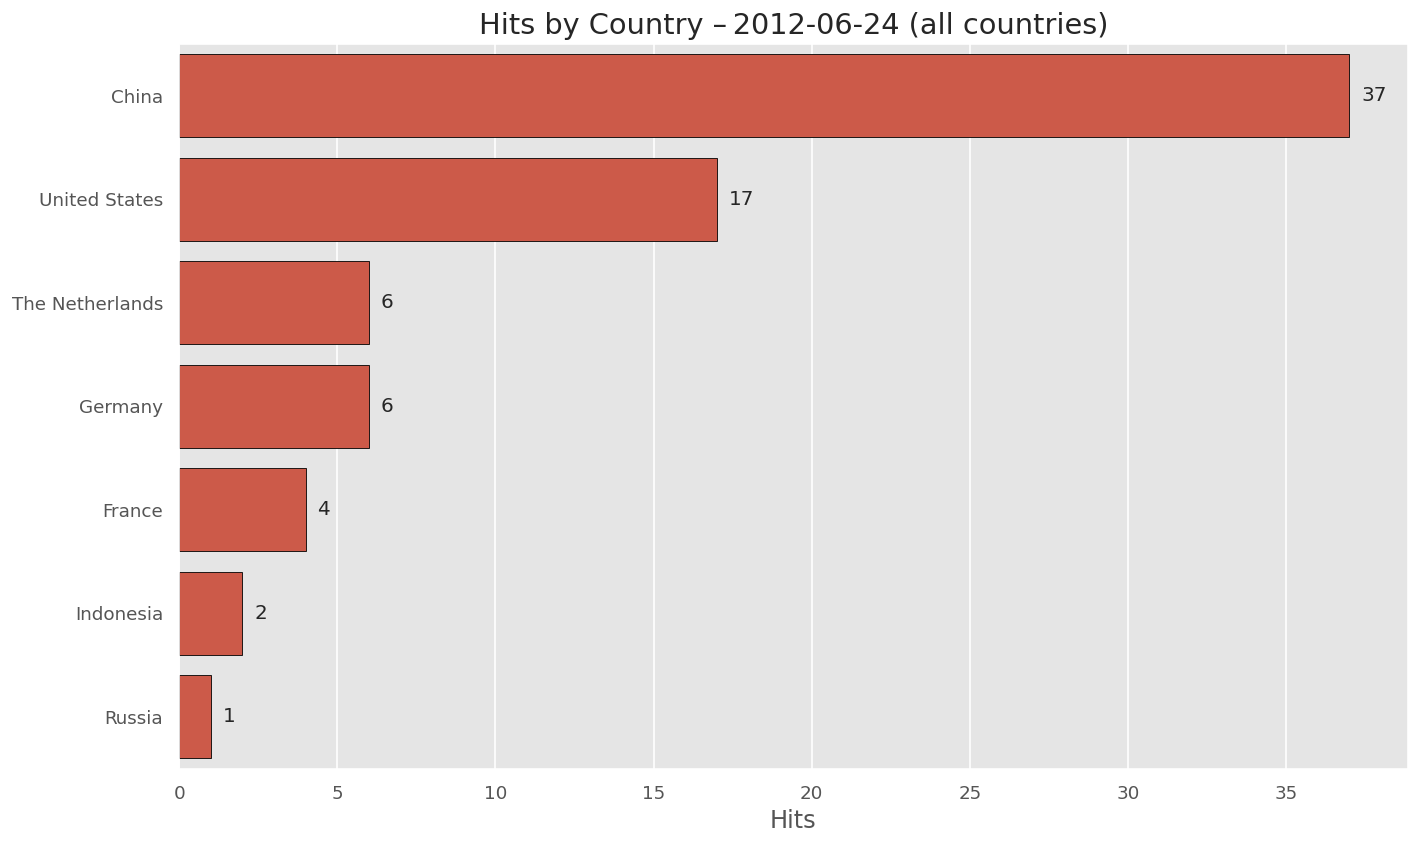 Hits by Country – 2012-06-24 (all countries)
China 37
United States 17
The Netherlands 6
Germany 6
France 4
Indonesia 2
Russia 1
0 5 10 15 20 25 30 35
Hits